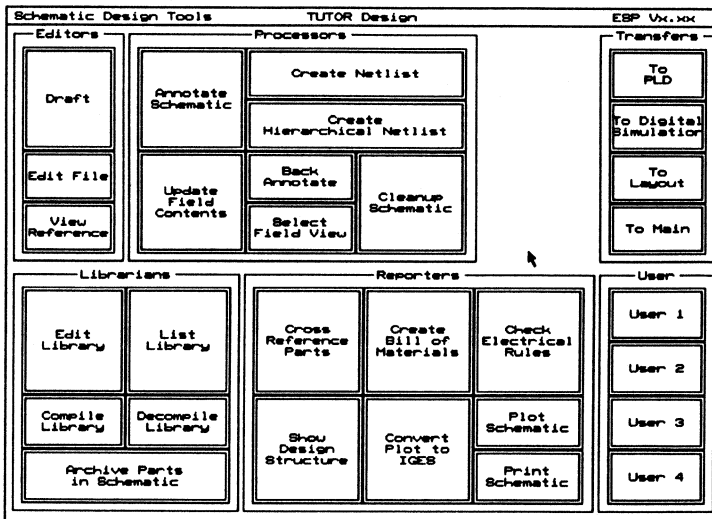 Schematic Design Tools TUTOR Design ESP Vx.xx
Editors
Draft
Edit File
View
Reference
Processors
Annotate
Schematic
Create Netlist
Create
Hierarchical Netlist
Update
Field
Contents
Back
Annotate
Select
Field View
Cleanup
Schematic
Transfers
To
PLD
To Digital
Simulation
To
Layout
To Main
Librarians
Edit
Library
List
Library
Compile
Library
Decompile
Library
Archive Parts
in Schematic
Reporters
Cross
Reference
Parts
Create
Bill of
Materials
Check
Electrical
Rules
Show
Design
Structure
Convert
Plot to
IGES
Plot
Schematic
Print
Schematic
User
User 1
User 2
User 3
User 4